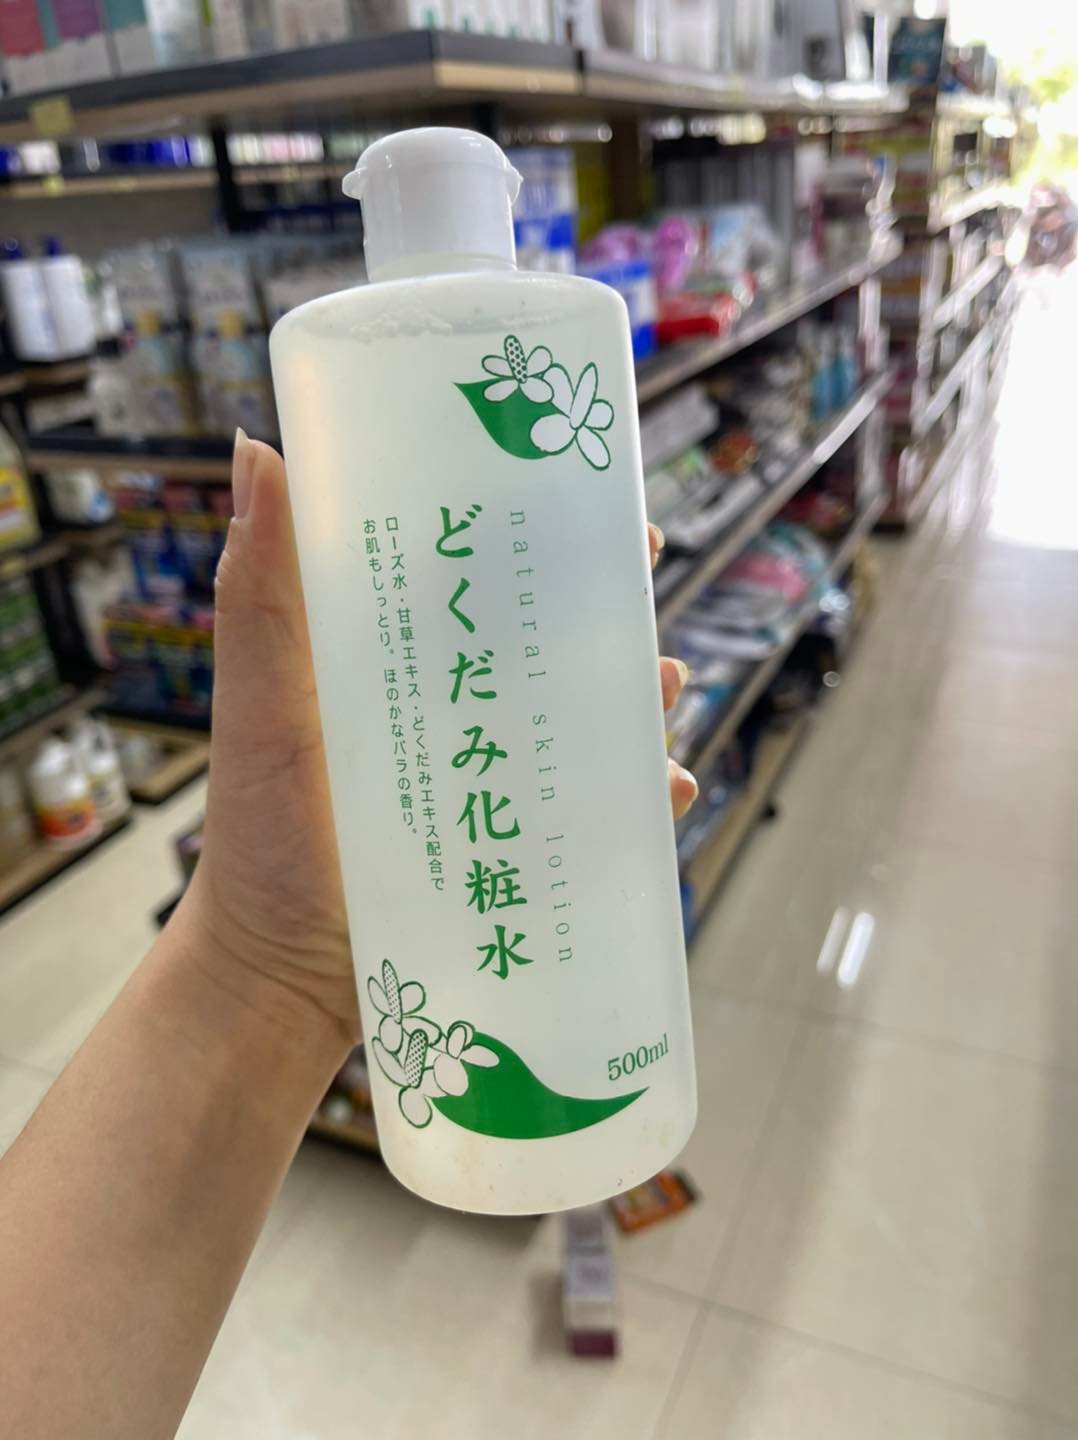 natural skin lotion
どくだみ化粧水
ローズ水・甘草エキス・どくだみエキス配合で
お肌もしっとり。ほのかなバラの香り。
500ml